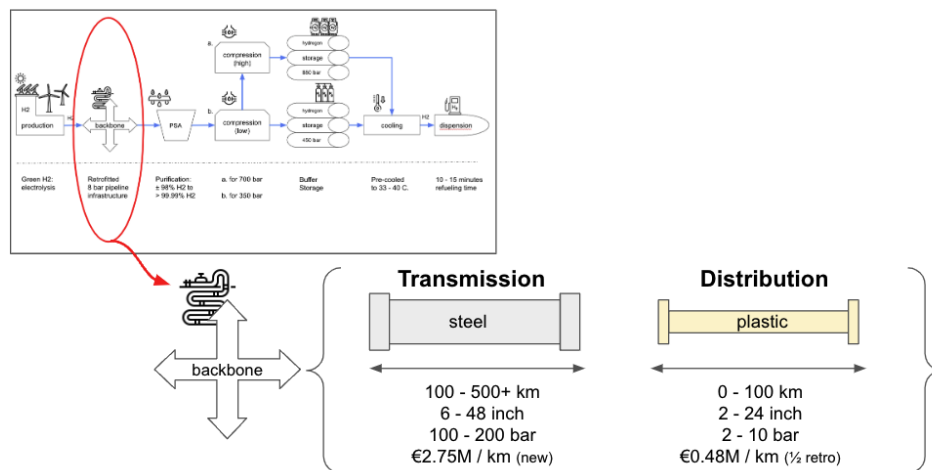 a.
compression
(high)
hydrogen
storage
880 bar
H2
production
H2
backbone
PSA
b.
compression
(low)
hydrogen
storage
450 bar
cooling
H2
dispension
Green H2:
electrolysis
Retrofitted
8 bar pipeline
infrastructure
Purification:
± 98% H2 to
> 99.99% H2
a. for 700 bar
b. for 350 bar
Buffer
Storage
Pre-cooled
to 33 - 40 C.
10 - 15 minutes
refueling time
backbone
Transmission
steel
100 - 500+ km
6 - 48 inch
100 - 200 bar
€2.75M / km (new)
Distribution
plastic
0 - 100 km
2 - 24 inch
2 - 10 bar
€0.48M / km (½ retro)